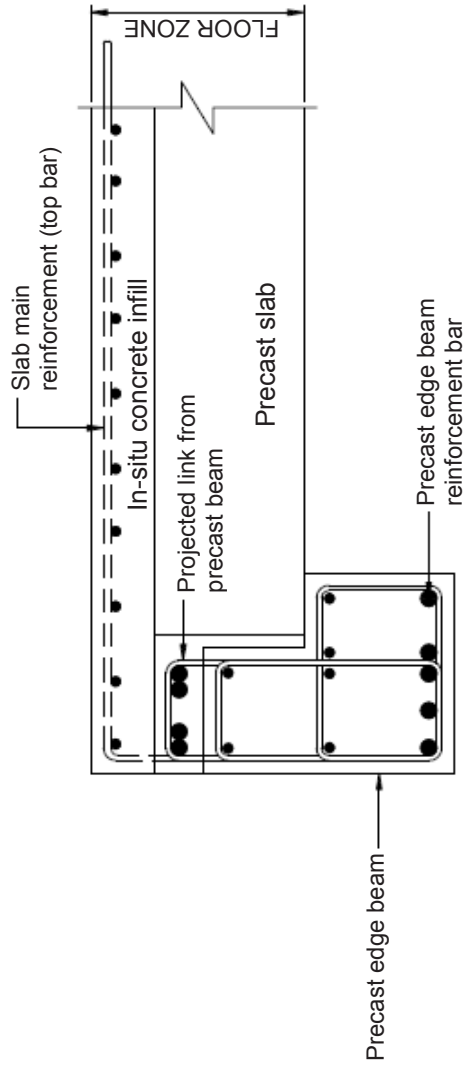 FLOOR ZONE
Slab main
reinforcement (top bar)
In-situ concrete infill
Projected link from
precast beam
Precast slab
Precast edge beam
reinforcement bar
Precast edge beam